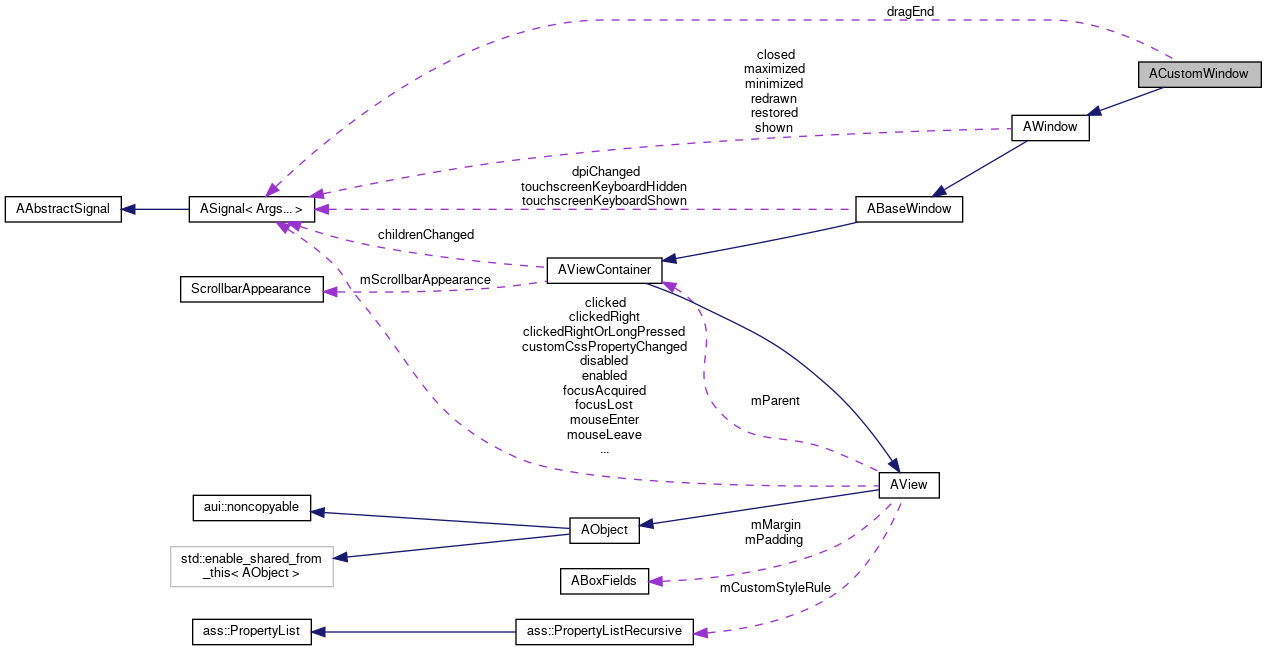 dragEnd
closed
maximized
minimized
redrawn
restored
shown
ACustomWindow
AWindow
dpiChanged
touchscreenKeyboardHidden
touchscreenKeyboardShown
AAbstractSignal
ASignal< Args... >
ABaseWindow
childrenChanged
AViewContainer
mScrollbarAppearance
ScrollbarAppearance
clicked
clickedRight
clickedRightOrLongPressed
customCssPropertyChanged
disabled
enabled
focusAcquired
focusLost
mouseEnter
mouseLeave
...
mParent
AView
aui::noncopyable
AObject
mMargin
mPadding
std::enable_shared_from
_this< AObject >
ABoxFields
mCustomStyleRule
ass::PropertyList
ass::PropertyListRecursive